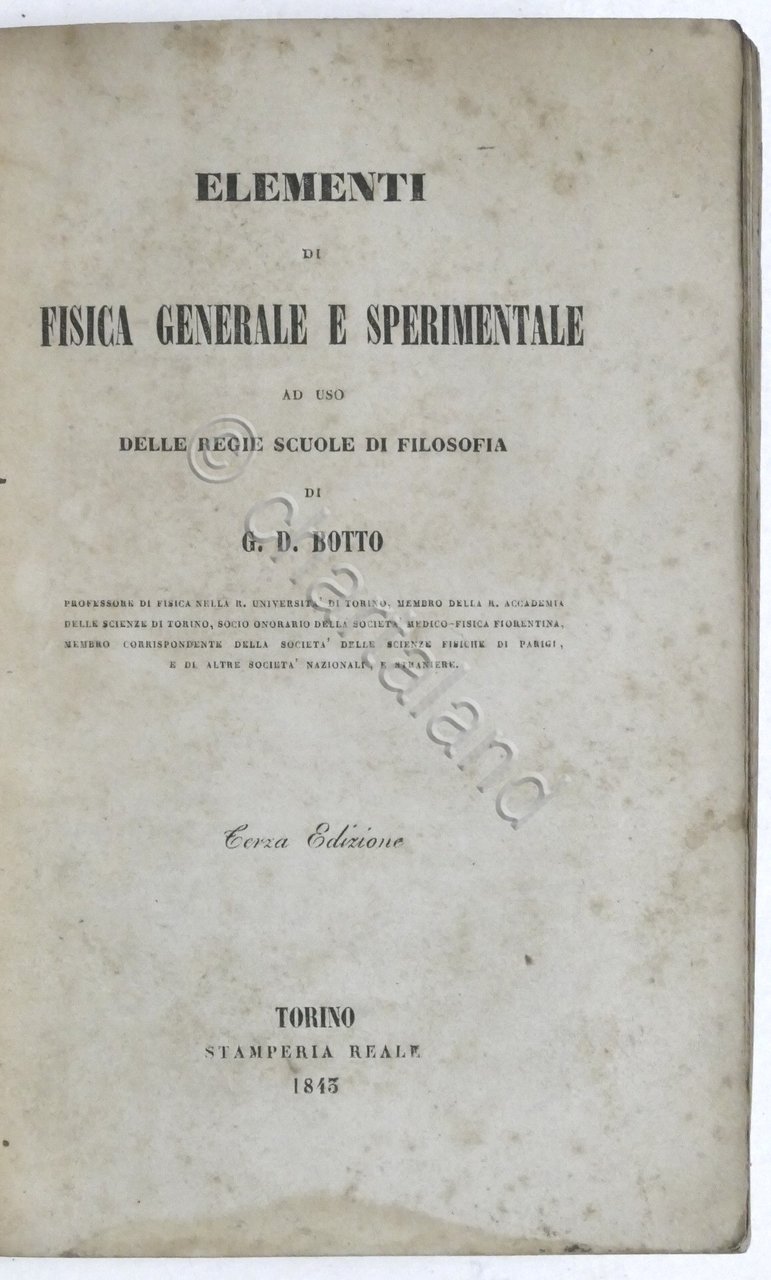 ELEMENTI
DI
FISICA GENERALE E SPERIMENTALE
AD USO
DELLE REGIE SCUOLE DI FILOSOFIA
DI
G. D. BOTTO
PROFESSORE DI FISICA NELLA R. UNIVERSITA' DI TORINO, MEMBRO DELLA R. ACCADEMIA
DELLE SCIENZE DI TORINO, SOCIO ONORARIO DELLA SOCIETA' MEDICO-FISICA FIORENTINA,
MEMBRO CORRISPONDENTE DELLA SOCIETA' DELLE SCIENZE FISICHE DI PARIGI,
E DI ALTRE SOCIETA' NAZIONALI E STRANIERE.
Terza Edizione
TORINO
STAMPERIA REALE
1843
© chartaland